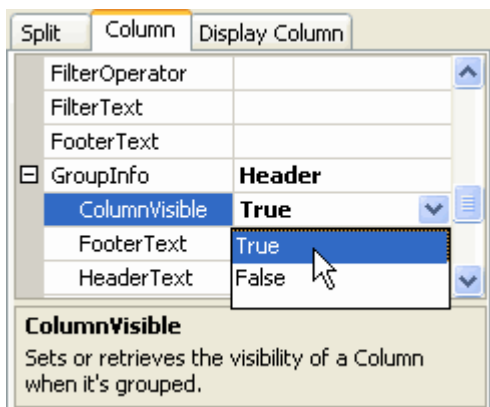 Split Column Display Column
FilterOperator
FilterText
FooterText
GroupInfo Header
ColumnVisible True
FooterText True
HeaderText False
ColumnVisible
Sets or retrieves the visibility of a Column
when it's grouped.